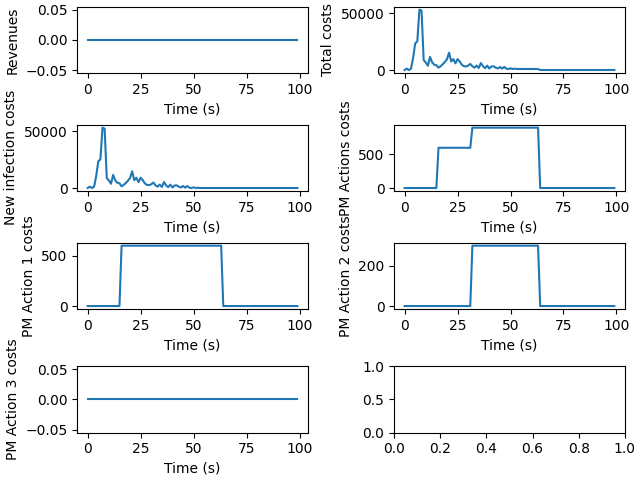 Revenues
0.05
0.00
−0.05
0 25 50 75 100
Time (s)
Total costs
50000
0
0 25 50 75 100
Time (s)
New infection costs
50000
0
0 25 50 75 100
Time (s)
PM Actions costs
500
0
0 25 50 75 100
Time (s)
PM Action 1 costs
500
0
0 25 50 75 100
Time (s)
PM Action 2 costs
200
0
0 25 50 75 100
Time (s)
PM Action 3 costs
0.05
0.00
−0.05
0 25 50 75 100
Time (s)
1.0
0.5
0.0
0.0 0.2 0.4 0.6 0.8 1.0